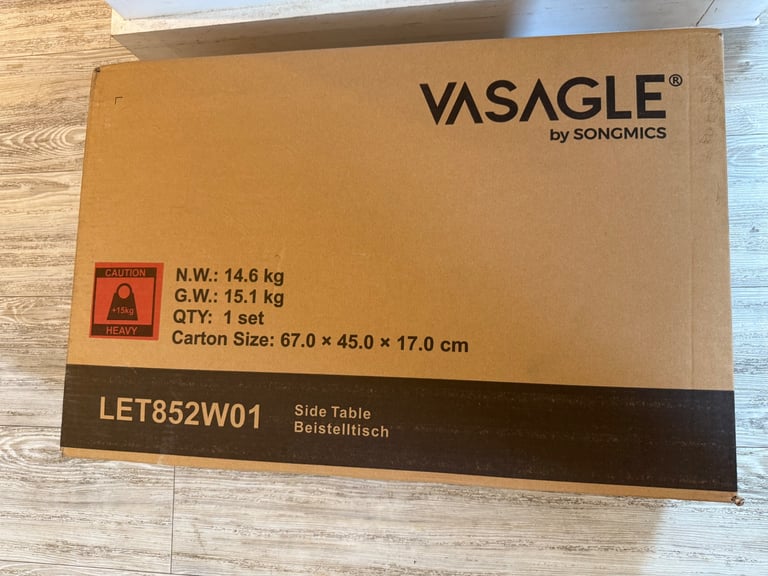 VASAGLE®
by SONGMICS
CAUTION
+15kg
HEAVY
N.W.: 14.6 kg
G.W.: 15.1 kg
QTY: 1 set
Carton Size: 67.0 × 45.0 × 17.0 cm
LET852W01
Side Table
Beistelltisch